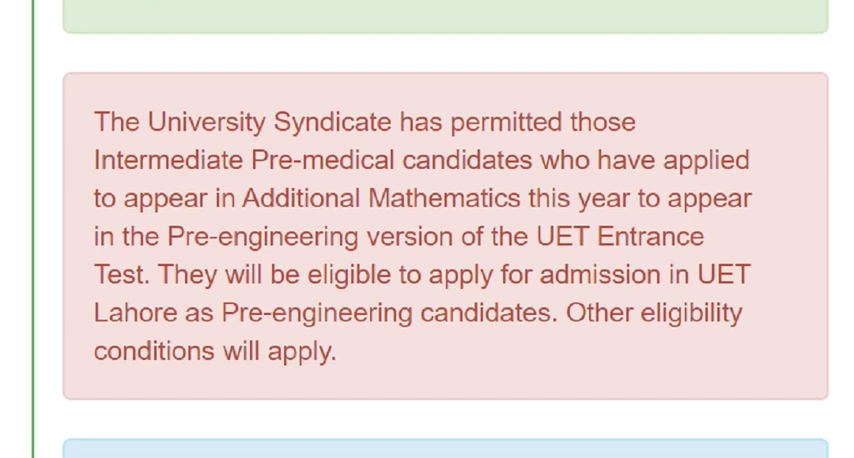 The University Syndicate has permitted those
Intermediate Pre-medical candidates who have applied
to appear in Additional Mathematics this year to appear
in the Pre-engineering version of the UET Entrance
Test. They will be eligible to apply for admission in UET
Lahore as Pre-engineering candidates. Other eligibility
conditions will apply.